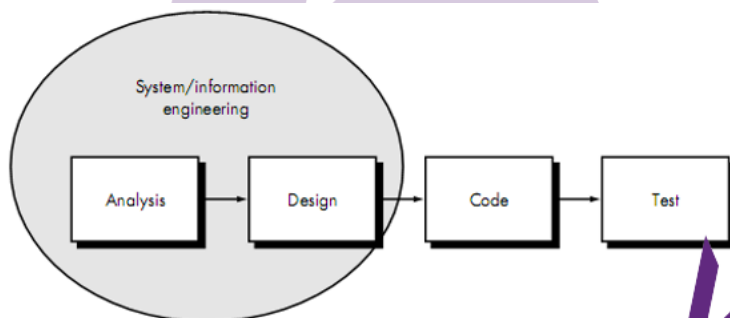 System/information
engineering
Analysis
Design
Code
Test